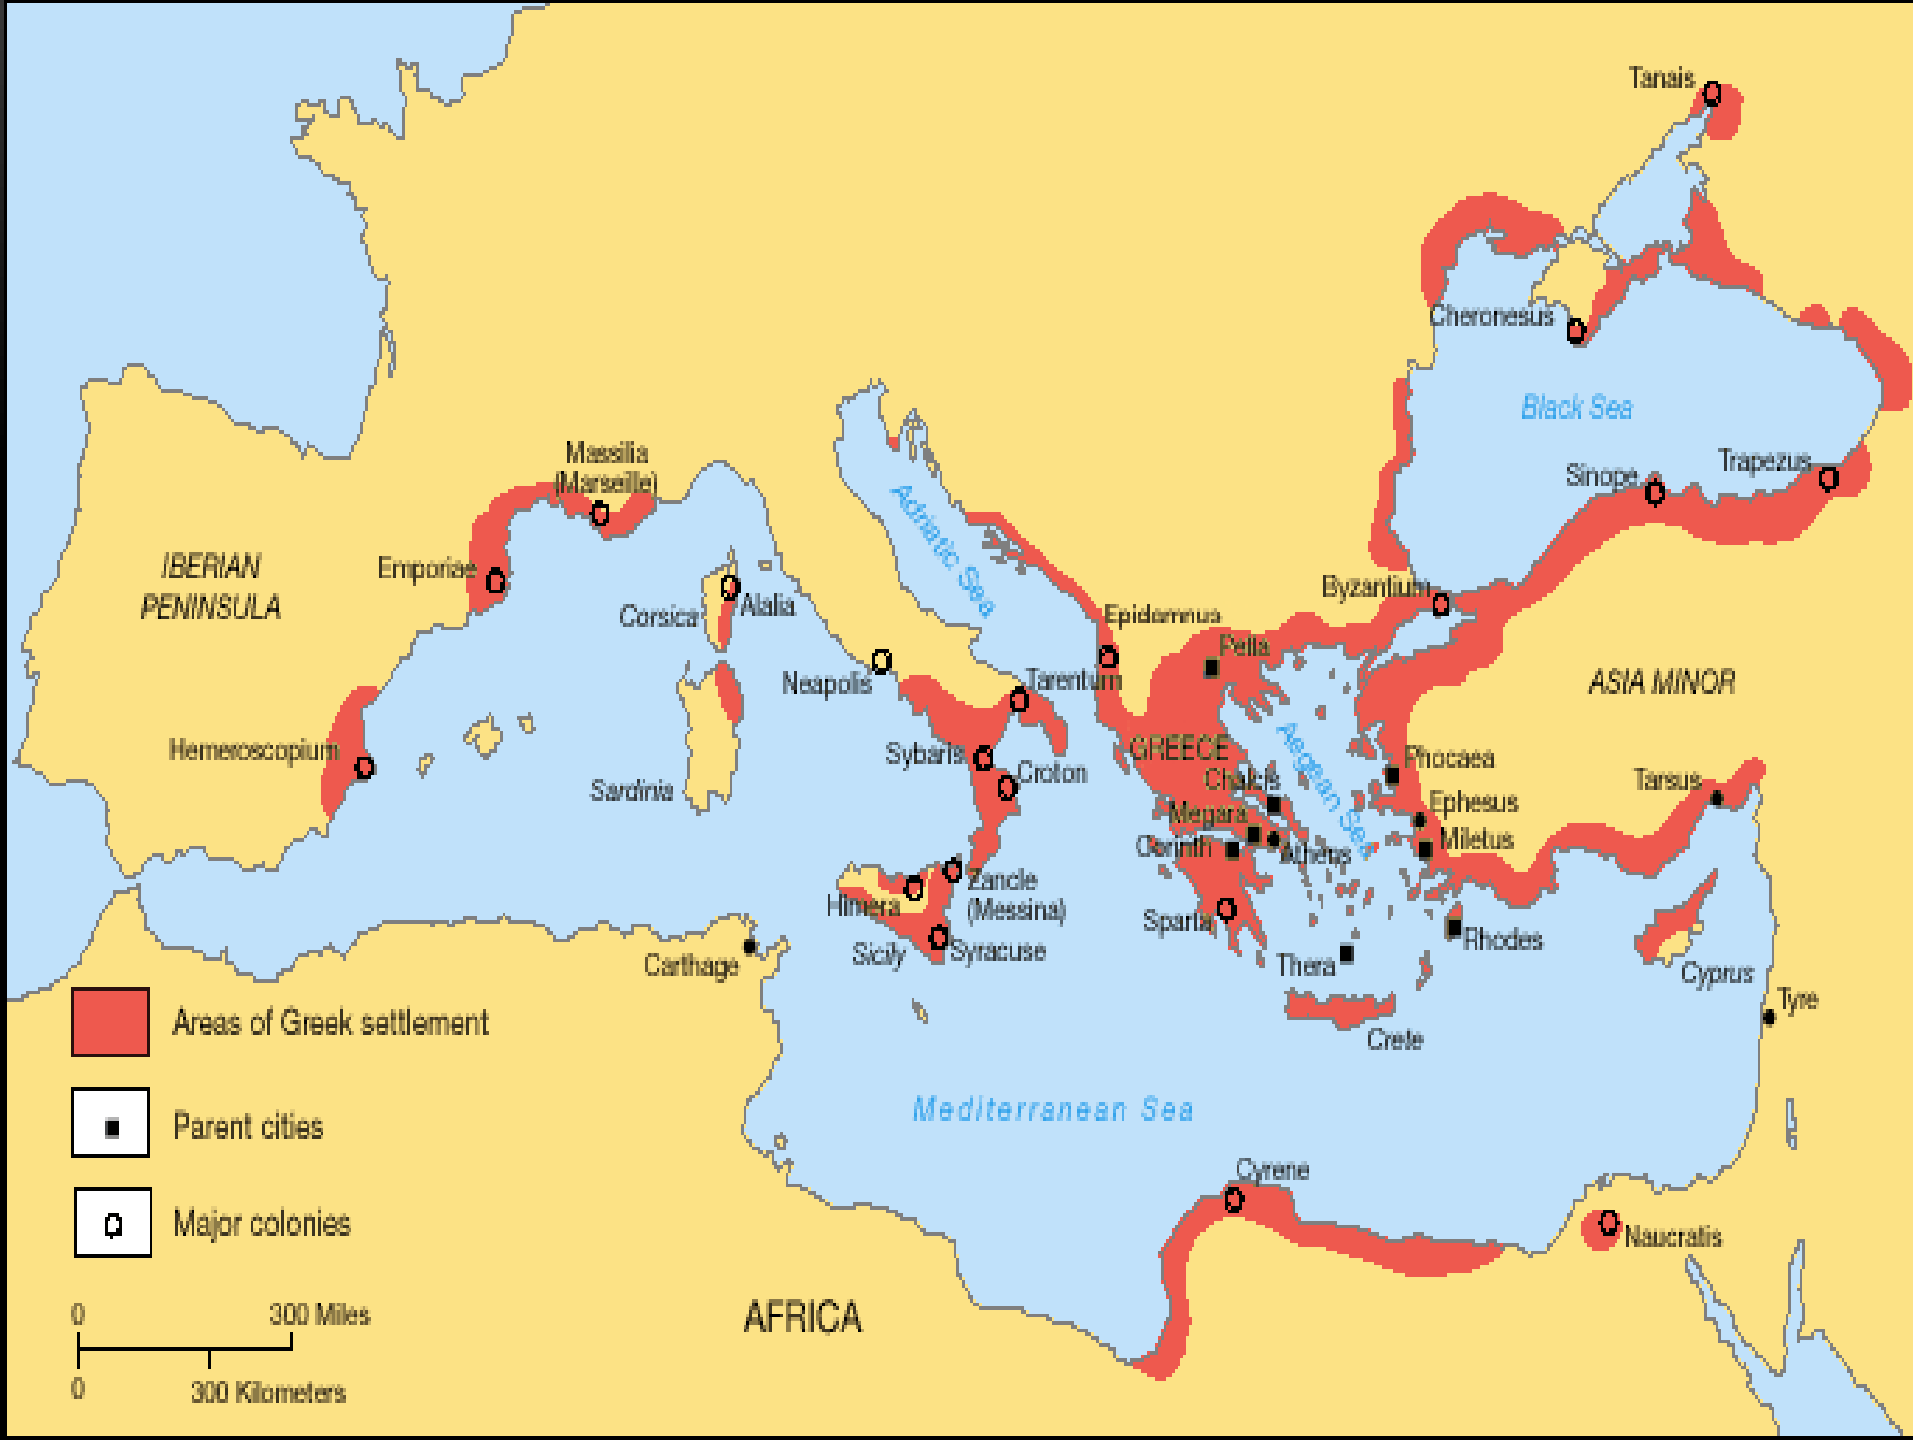 Tanais
Cheronesus
Black Sea
Massilia
(Marseille)
Sinope
Trapezus
Adriatic Sea
IBERIAN
PENINSULA
Emporiae
Corsica
Alalia
Byzantium
Epidamnus
Pella
Neapolis
Tarentum
ASIA MINOR
Aegean Sea
Hemeroscopium
Sybaris
GREECE
Croton
Chalcis
Phocaea
Tarsus
Sardinia
Ephesus
Megara
Miletus
Corinth
Athens
Zancle
(Messina)
Himera
Sparta
Rhodes
Carthage
Sicily
Syracuse
Thera
Cyprus
Tyre
Areas of Greek settlement
Crete
Mediterranean Sea
Parent cities
Cyrene
Major colonies
Naucratis
0
300 Miles
AFRICA
0
300 Kilometers